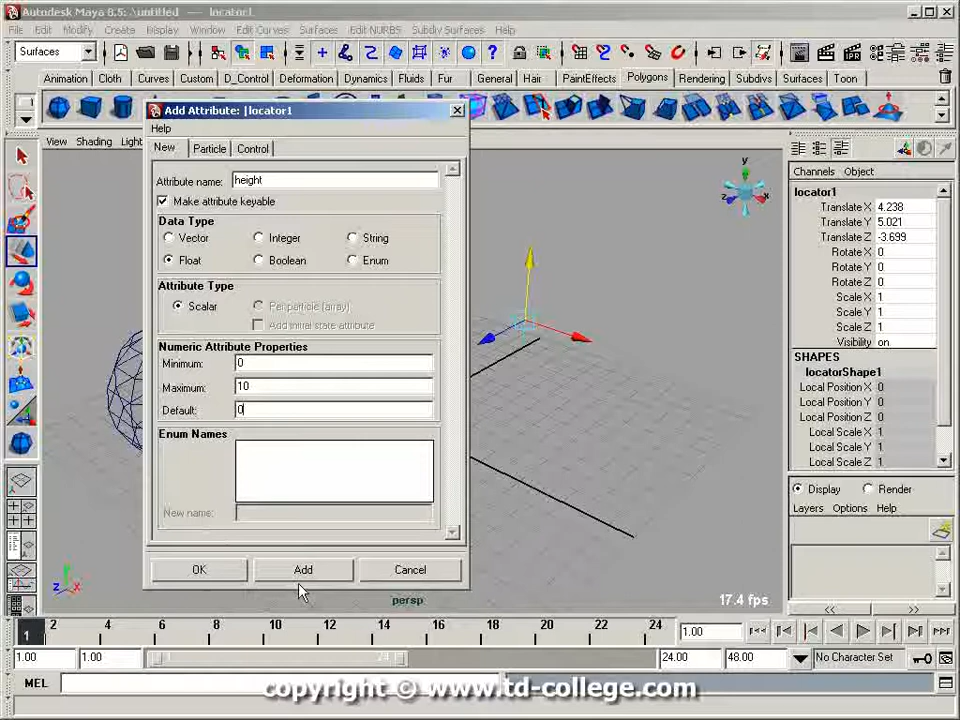 Autodesk Maya 8.5: .\untitled --- locator1
File Edit Modify Create Display Window Edit Curves Surfaces Edit NURBS Subdiv Surfaces Help
Surfaces
Animation Cloth Curves Custom D_Control Deformation Dynamics Fluids Fur General Hair PaintEffects Polygons Rendering Subdivs Surfaces Toon
View Shading
Add Attribute: |locator1
Help
New Particle Control
Attribute name: height
Make attribute keyable
Data Type
Vector Integer String
Float Boolean Enum
Attribute Type
Scalar Per particle (array)
Add initial state attribute
Numeric Attribute Properties
Minimum: 0
Maximum: 10
Default: 0
Enum Names
New name:
OK Add Cancel
y
z x
z x
persp
17.4 fps
Channels Object
locator1
Translate X 4.238
Translate Y 5.021
Translate Z -3.699
Rotate X 0
Rotate Y 0
Rotate Z 0
Scale X 1
Scale Y 1
Scale Z 1
Visibility on
SHAPES
locatorShape1
Local Position X 0
Local Position Y 0
Local Position Z 0
Local Scale X 1
Local Scale Y 1
Local Scale Z 1
Display Render
Layers Options Help
1 2 4 6 8 10 12 14 16 18 20 22 24 1.00
1.00 1.00 24 24.00 48.00 No Character Set
MEL
copyright © www.td-college.com